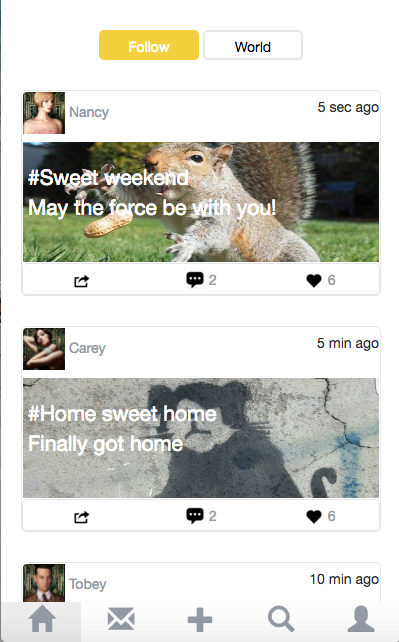 Follow World
Nancy 5 sec ago
#Sweet weekend
May the force be with you!
2 6
Carey 5 min ago
#Home sweet home
Finally got home
2 6
Tobey 10 min ago